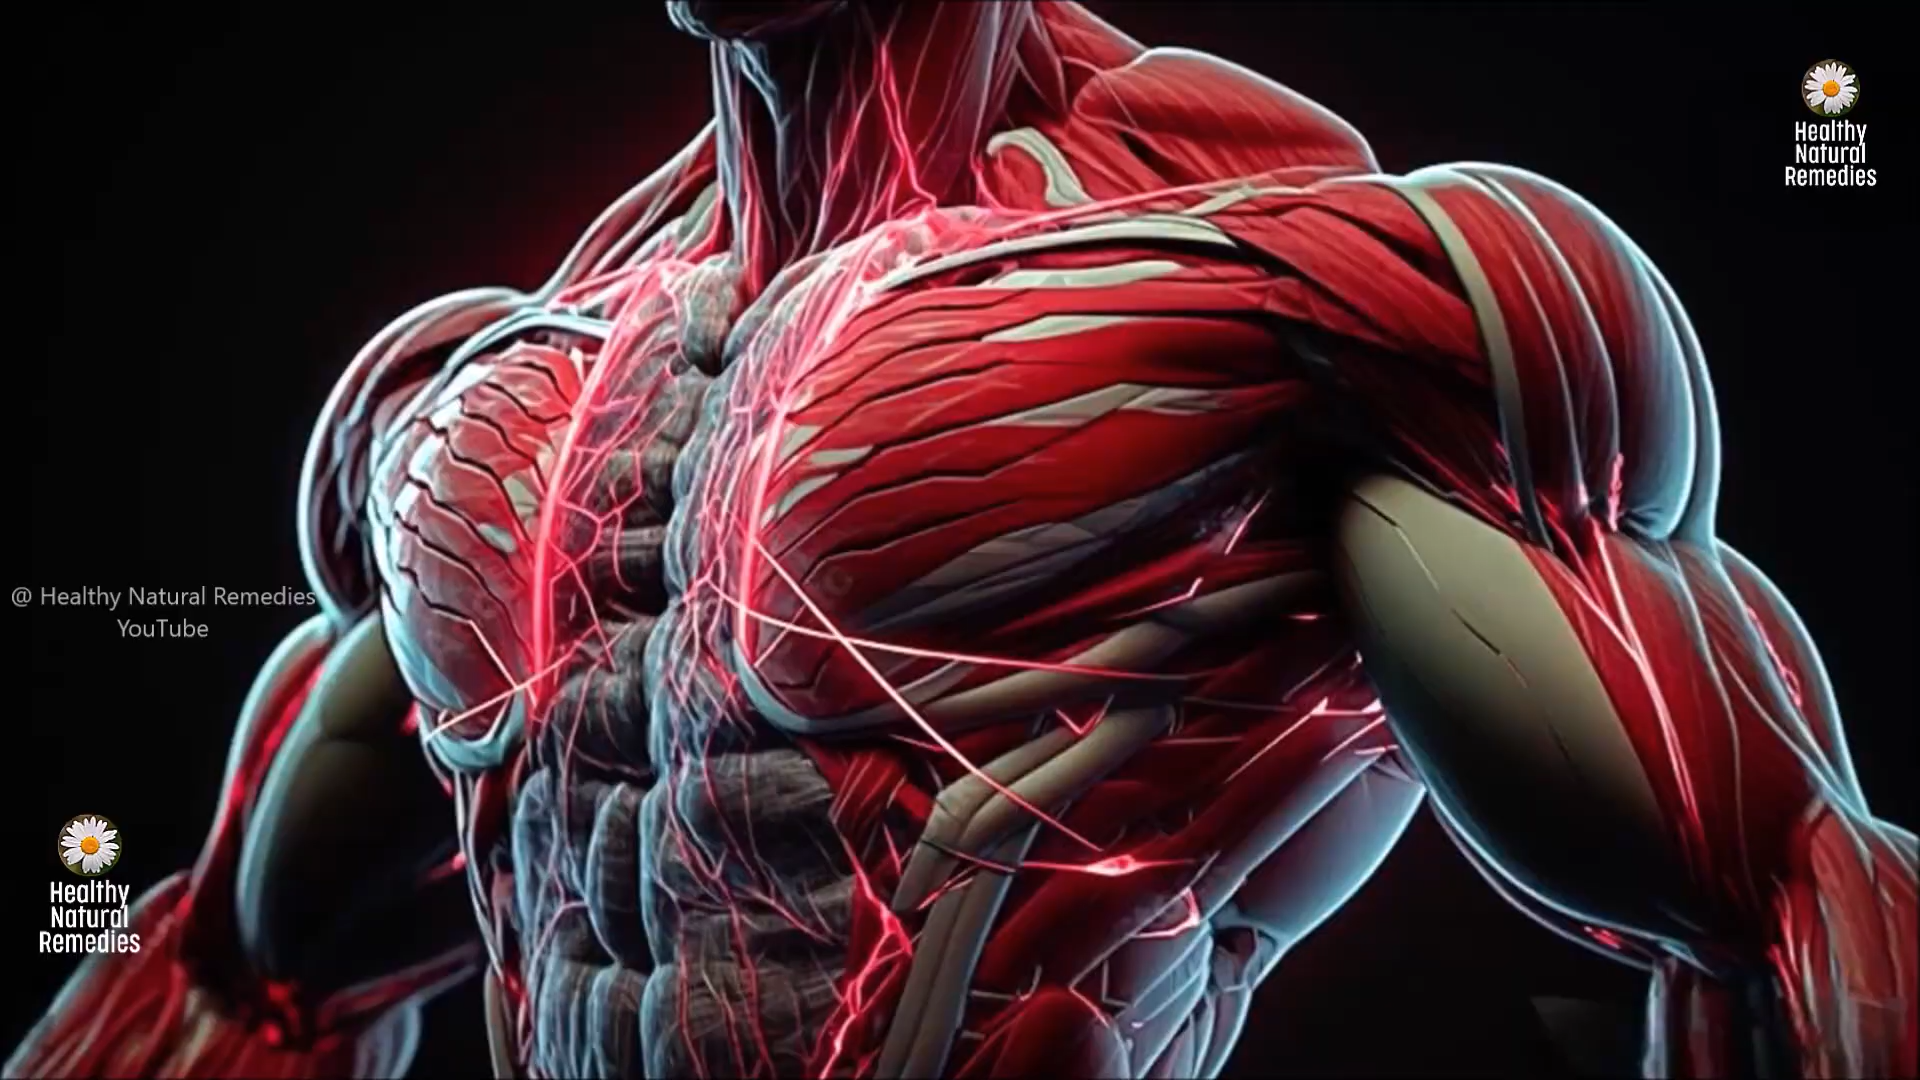 Healthy
Natural
Remedies
@ Healthy Natural Remedies
YouTube
Healthy
Natural
Remedies